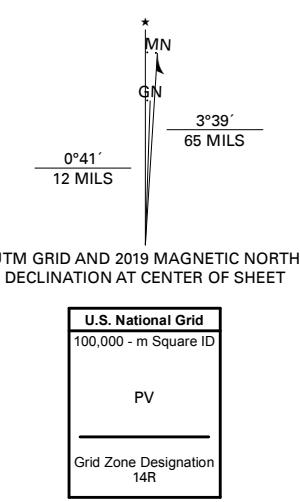 ★
MN
GN
3°39´
65 MILS
0°41´
12 MILS
UTM GRID AND 2019 MAGNETIC NORTH
DECLINATION AT CENTER OF SHEET
U.S. National Grid
100,000 - m Square ID
PV
Grid Zone Designation
14R